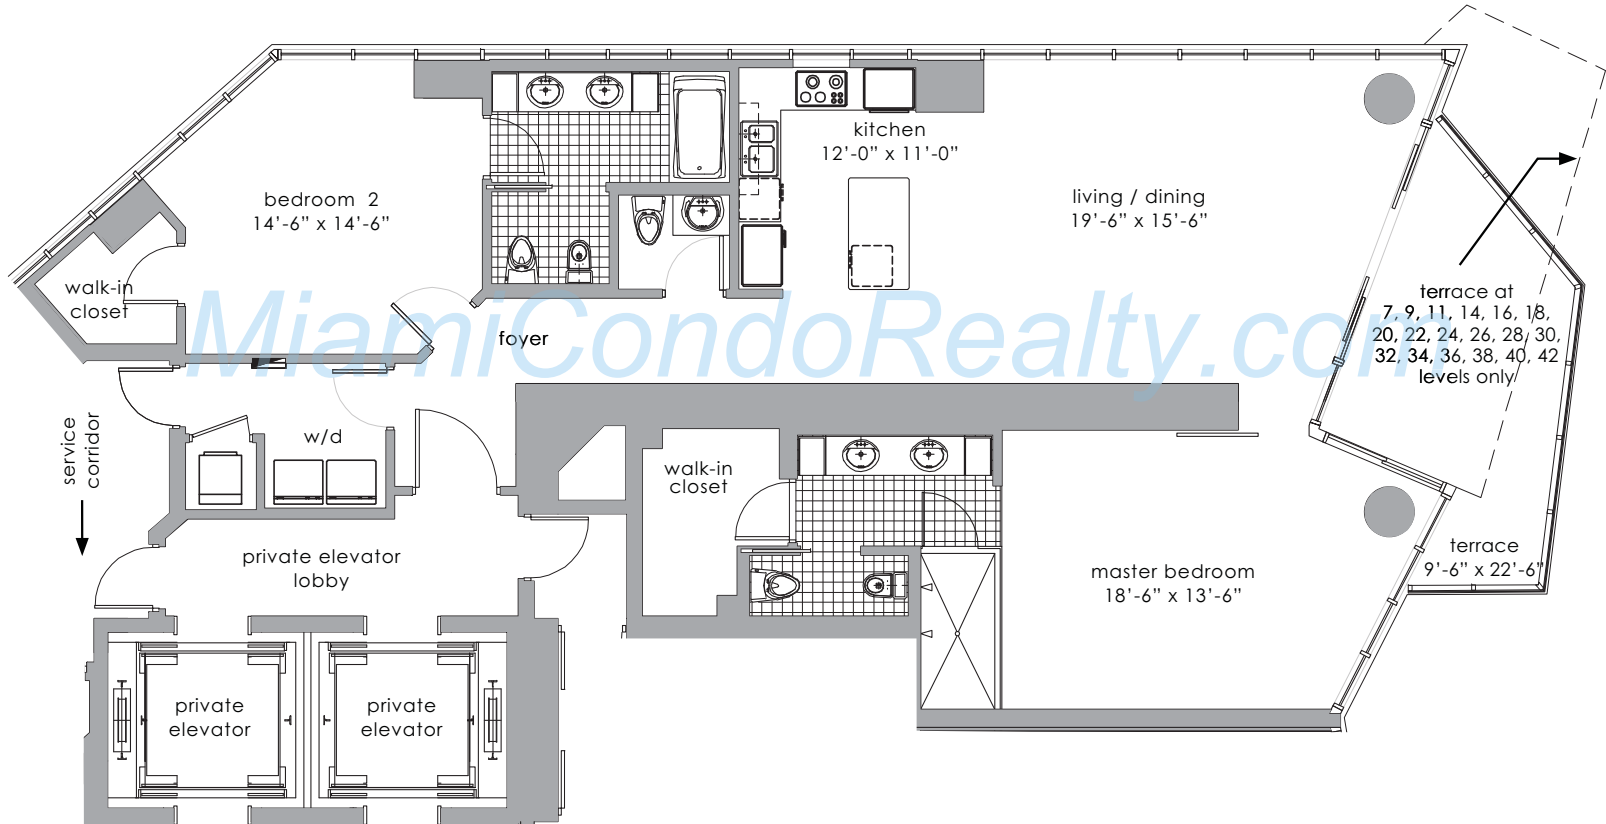 kitchen
12’-0” x 11’-0”
bedroom 2
14’-6” x 14’-6”
living / dining
19’-6” x 15’-6”
walk-in
closet
terrace at
7, 9, 11, 14, 16, 18,
20, 22, 24, 26, 28, 30,
32, 34, 36, 38, 40, 42
levels only
MiamiCondoRealty.com
foyer
service
corridor
w/d
walk-in
closet
private elevator
lobby
master bedroom
18’-6” x 13’-6”
terrace
9’-6” x 22’-6”
private
elevator
private
elevator